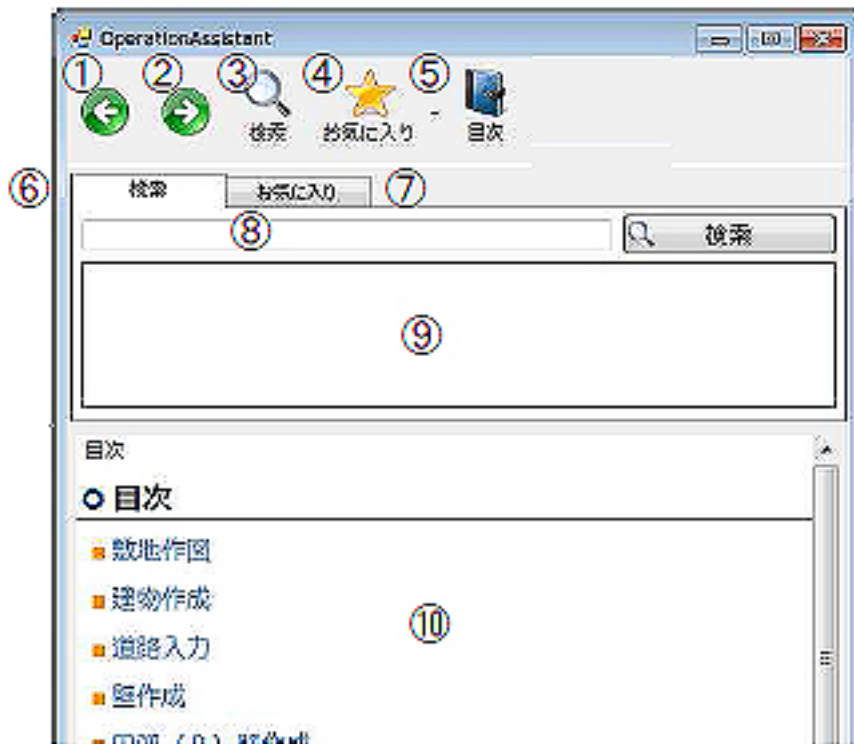 OperationAssistant
① ② ③ ④ ⑤
検索 お気に入り 目次
⑥ 検索 お気に入り ⑦
⑧ 検索
⑨
目次
目次
敷地作図
建物作成
⑩
道路入力
壁作成